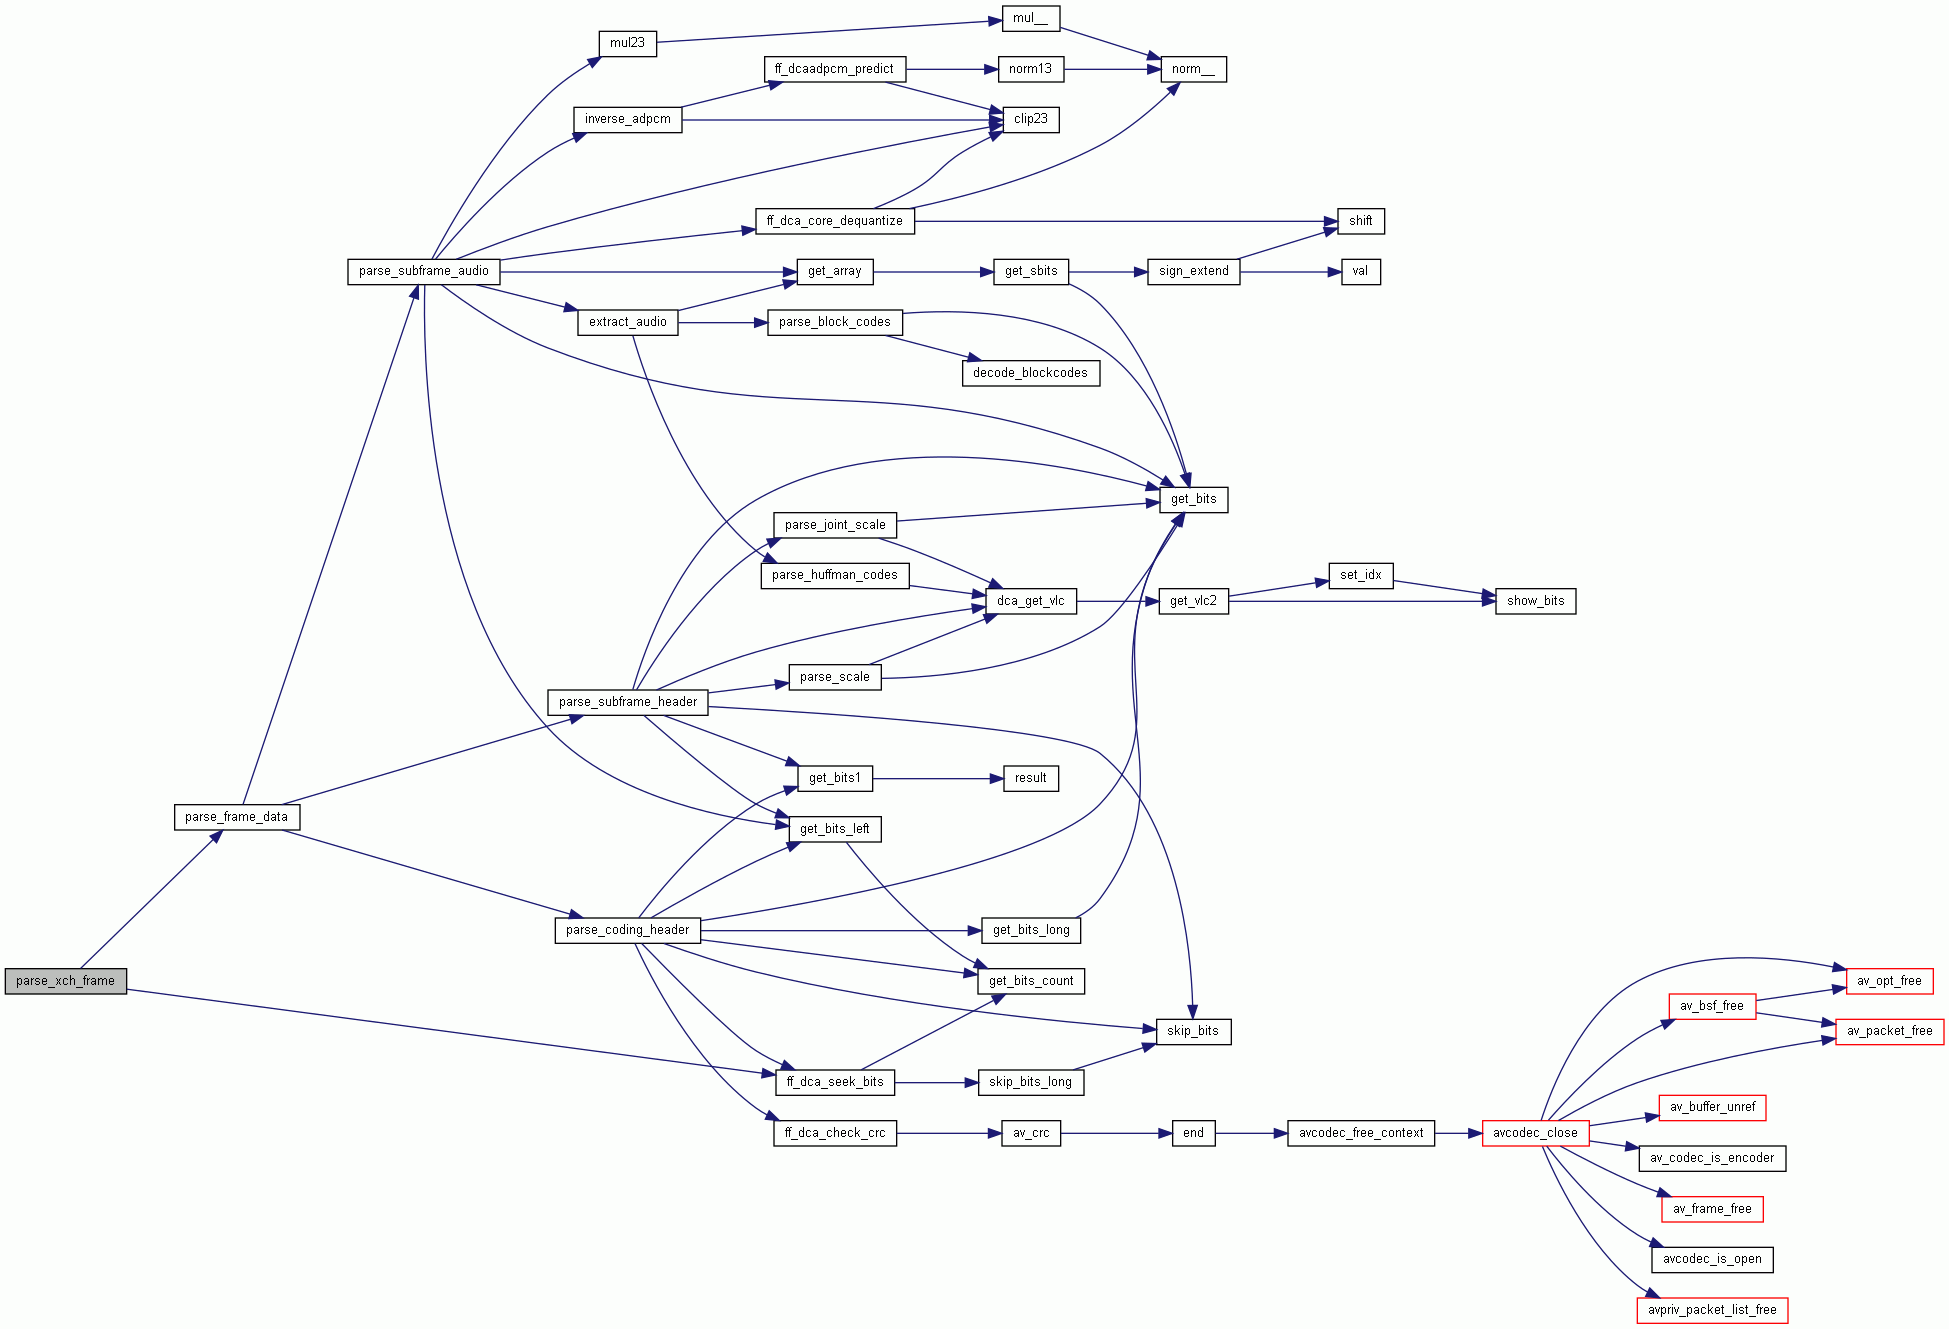 mul__
mul23
ff_dcaadpcm_predict
norm13
norm__
inverse_adpcm
clip23
ff_dca_core_dequantize
shift
parse_subframe_audio
get_array
get_sbits
sign_extend
val
extract_audio
parse_block_codes
decode_blockcodes
get_bits
parse_joint_scale
parse_huffman_codes
set_idx
dca_get_vlc
get_vlc2
show_bits
parse_scale
parse_subframe_header
get_bits1
result
parse_frame_data
get_bits_left
parse_coding_header
get_bits_long
parse_xch_frame
get_bits_count
av_opt_free
av_bsf_free
skip_bits
av_packet_free
ff_dca_seek_bits
skip_bits_long
av_buffer_unref
ff_dca_check_crc
av_crc
end
avcodec_free_context
avcodec_close
av_codec_is_encoder
av_frame_free
avcodec_is_open
avpriv_packet_list_free